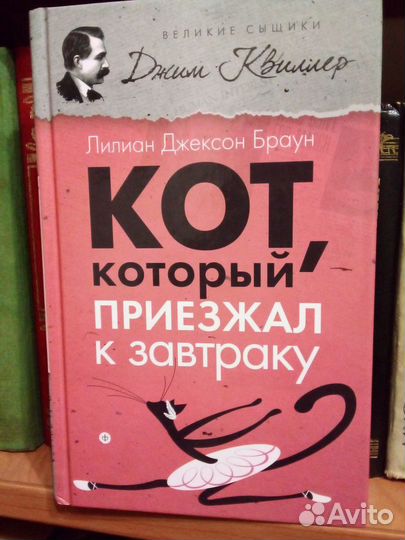 ВЕЛИКИЕ СЫЩИКИ
Джим Квиллер
Лилиан Джексон Браун
КОТ,
который
ПРИЕЗЖАЛ
к завтраку
Ф
Avito